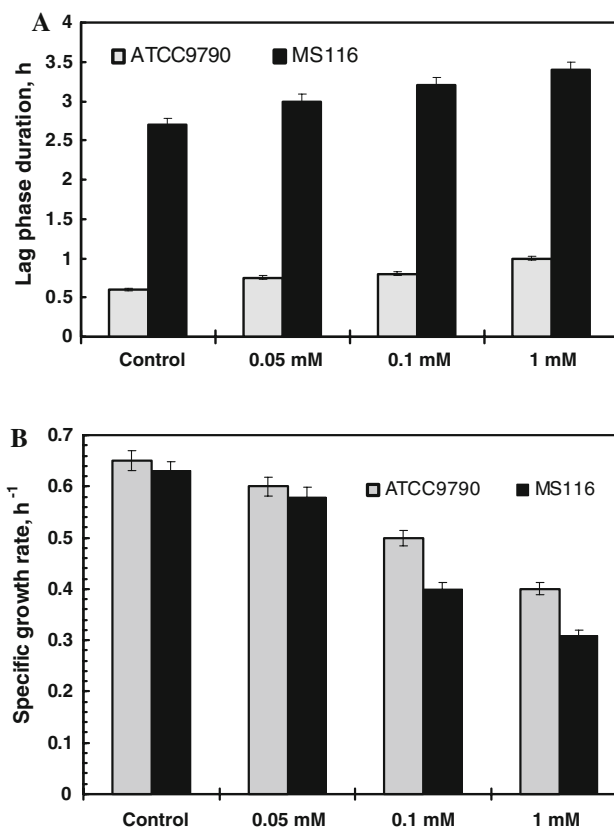 A
Lag phase duration, h
ATCC9790 MS116
4
3.5
3
2.5
2
1.5
1
0.5
0
Control 0.05 mM 0.1 mM 1 mM
B
Specific growth rate, h-1
ATCC9790 MS116
0.7
0.6
0.5
0.4
0.3
0.2
0.1
0
Control 0.05 mM 0.1 mM 1 mM